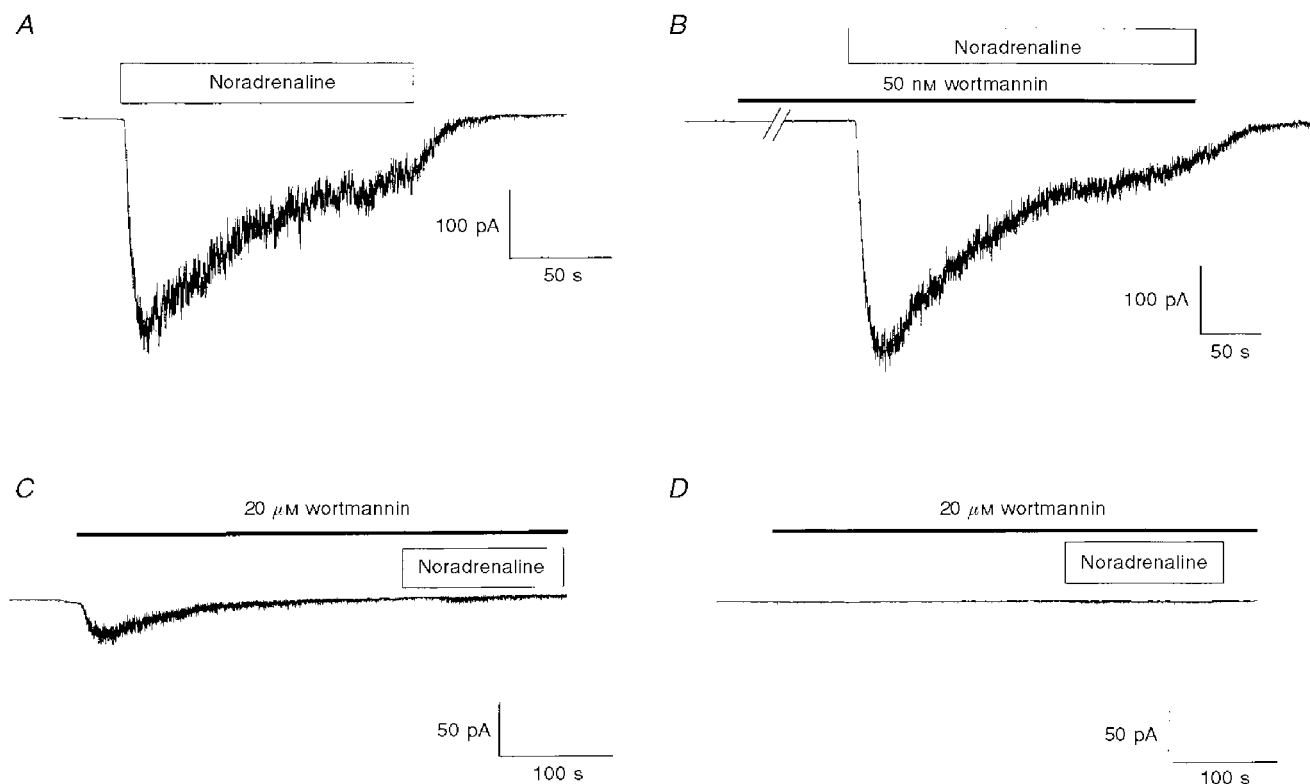 A
Noradrenaline
100 pA
50 s
B
Noradrenaline
50 nM wortmannin
100 pA
50 s
C
20 μM wortmannin
Noradrenaline
50 pA
100 s
D
20 μM wortmannin
Noradrenaline
50 pA
100 s